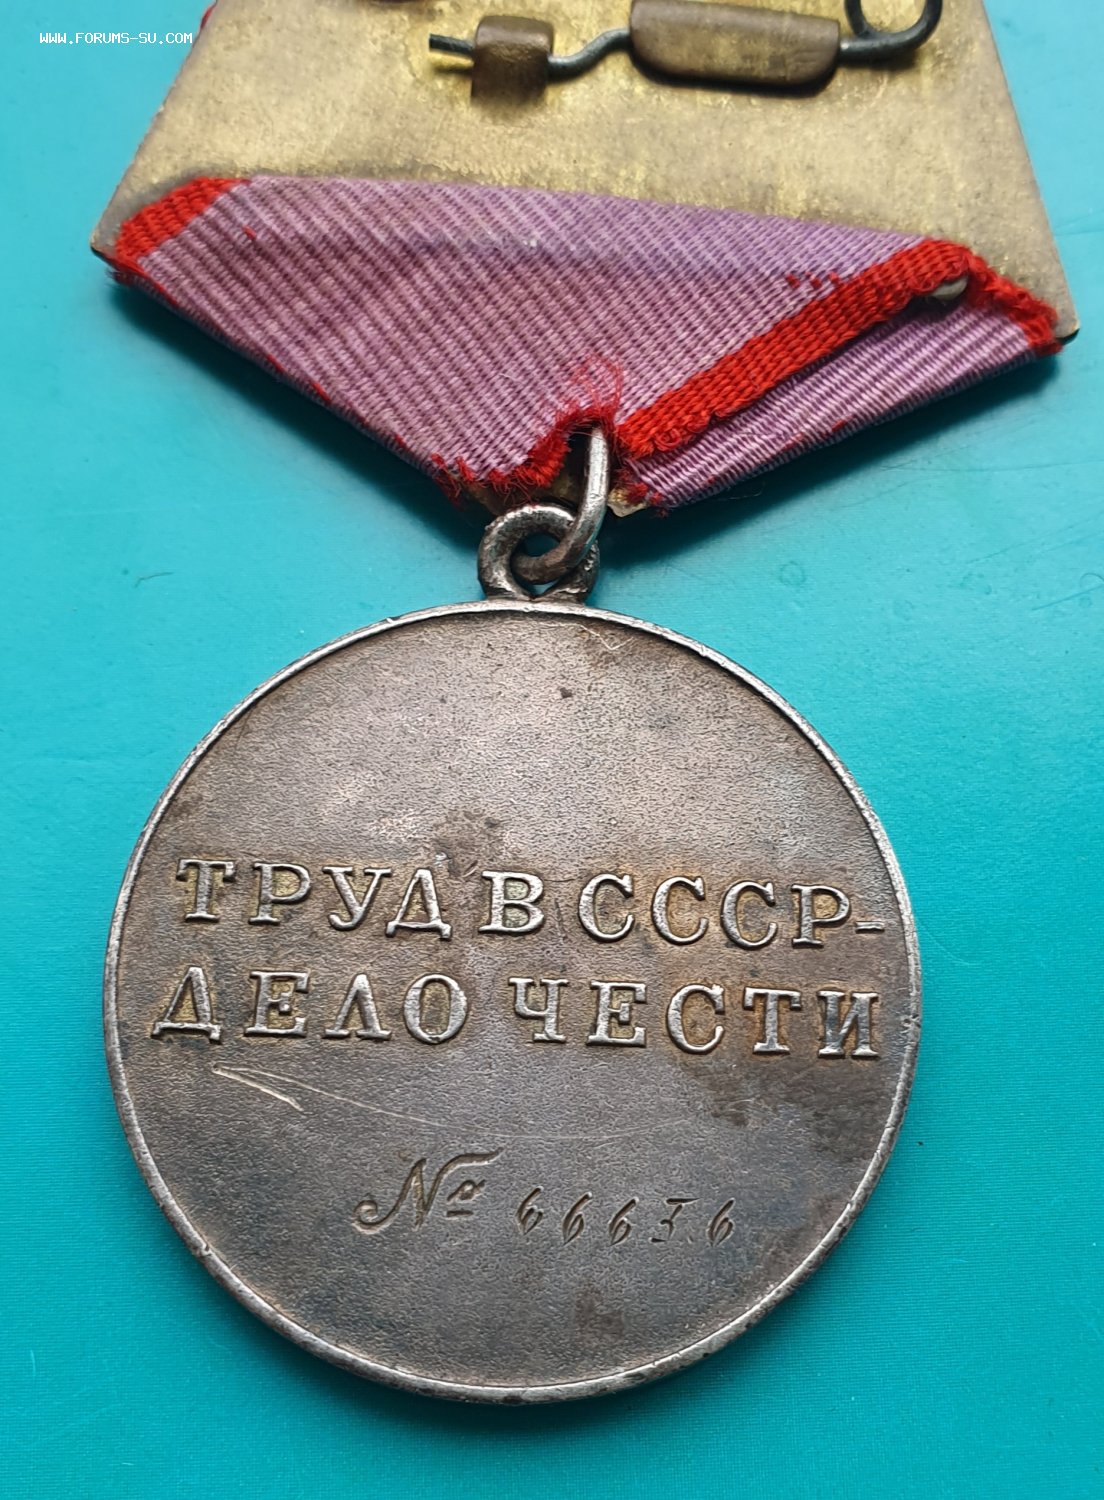 WWW.FORUMS-SU.COM
ТРУД В СССР-
ДЕЛО ЧЕСТИ
№ 66636